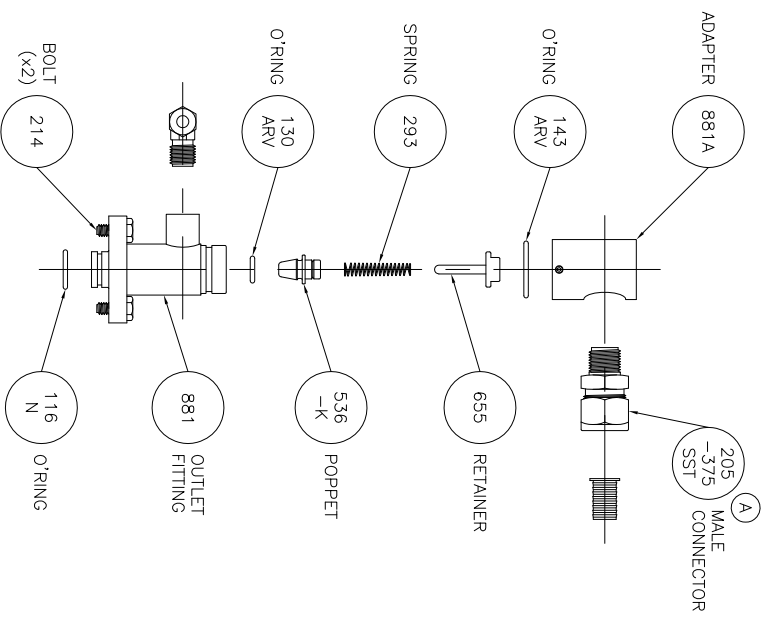 ADAPTER
881A
O'RING
143
ARV
SPRING
293
O'RING
130
ARV
BOLT
(x2)
214
A
205
-375
SST
MALE
CONNECTOR
655
RETAINER
536
-K
POPPET
881
OUTLET
FITTING
116
N
O'RING